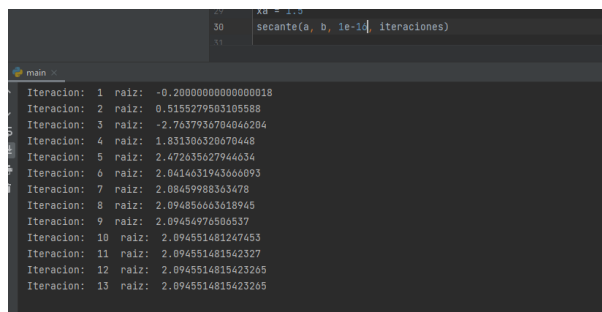 29 xa = 1.5
30 secante(a, b, 1e-16, iteraciones)
31
main ×
Iteracion: 1 raiz: -0.20000000000000018
Iteracion: 2 raiz: 0.5155279503105588
Iteracion: 3 raiz: -2.7637936704046204
Iteracion: 4 raiz: 1.831306320670448
Iteracion: 5 raiz: 2.472635627944634
Iteracion: 6 raiz: 2.0414631943666093
Iteracion: 7 raiz: 2.08459988363478
Iteracion: 8 raiz: 2.094856663618945
Iteracion: 9 raiz: 2.09454976506537
Iteracion: 10 raiz: 2.094551481247453
Iteracion: 11 raiz: 2.094551481542327
Iteracion: 12 raiz: 2.0945514815423265
Iteracion: 13 raiz: 2.0945514815423265